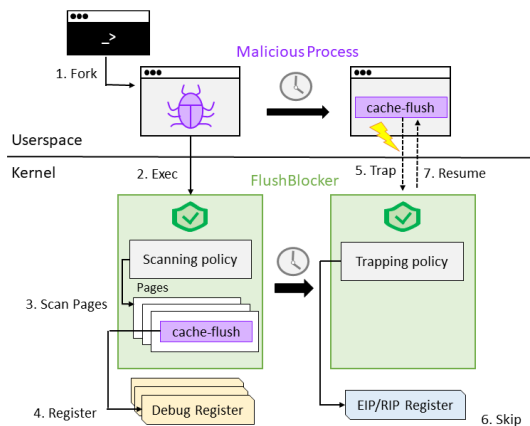 _>
Malicious Process
1. Fork
cache-flush
Userspace
Kernel
2. Exec
5. Trap
7. Resume
FlushBlocker
Scanning policy
Trapping policy
Pages
3. Scan Pages
cache-flush
4. Register
Debug Register
EIP/RIP Register
6. Skip